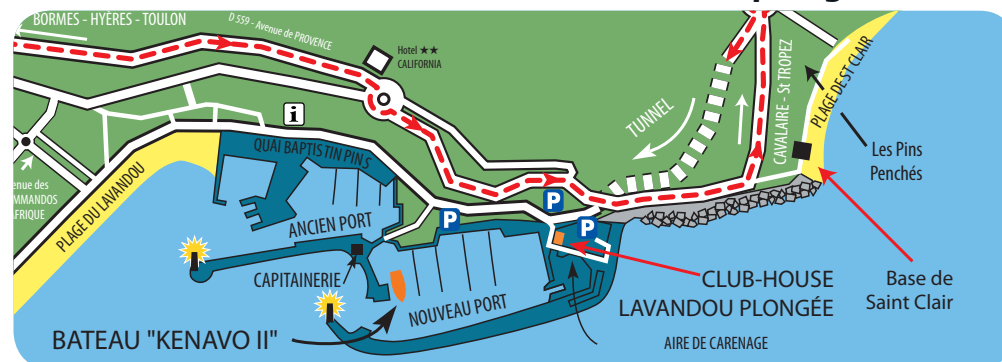 BORMES - HYÈRES - TOULON
D 559 - Avenue de PROVENCE
Hotel ★★
CALIFORNIA
i
TUNNEL
CAVALAIRE - St TROPEZ
PLAGE DE ST CLAIR
Les Pins
Penchés
enue des
MMANDOS
AFRIQUE
PLAGE DU LAVANDOU
QUAI BAPTISTIN PINS
ANCIEN PORT
P
P
P
CAPITAINERIE
NOUVEAU PORT
CLUB-HOUSE
LAVANDOU PLONGÉE
Base de
Saint Clair
BATEAU "KENAVO II"
AIRE DE CARENAGE